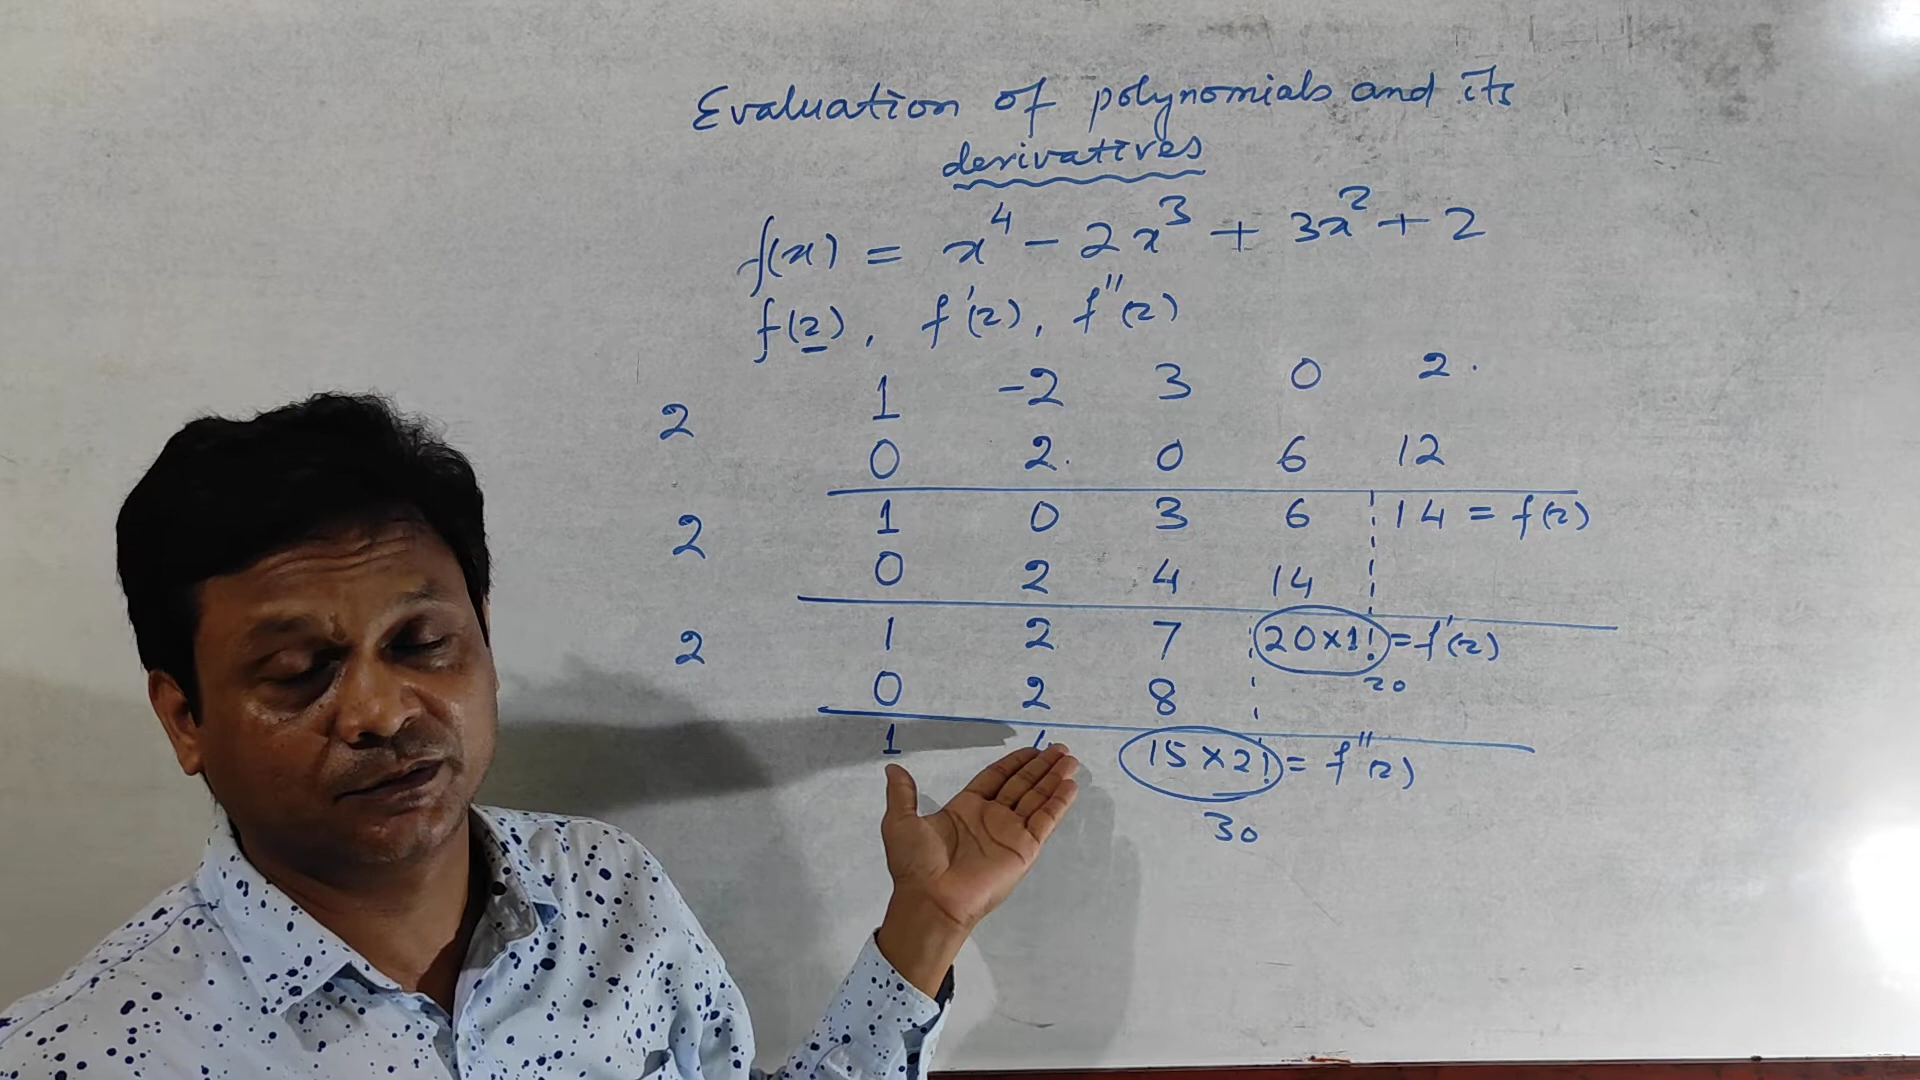 Evaluation of polynomials and its
derivatives
f(x) = x⁴ - 2x³ + 3x² + 2
f(2), f'(2), f''(2)
2 1 -2 3 0 2
0 2 0 6 12
2 1 0 3 6 14 = f(2)
0 2 4 14
2 1 2 7 20×1! = f'(2)
20
0 2 8
1 15×2! = f''(2)
30